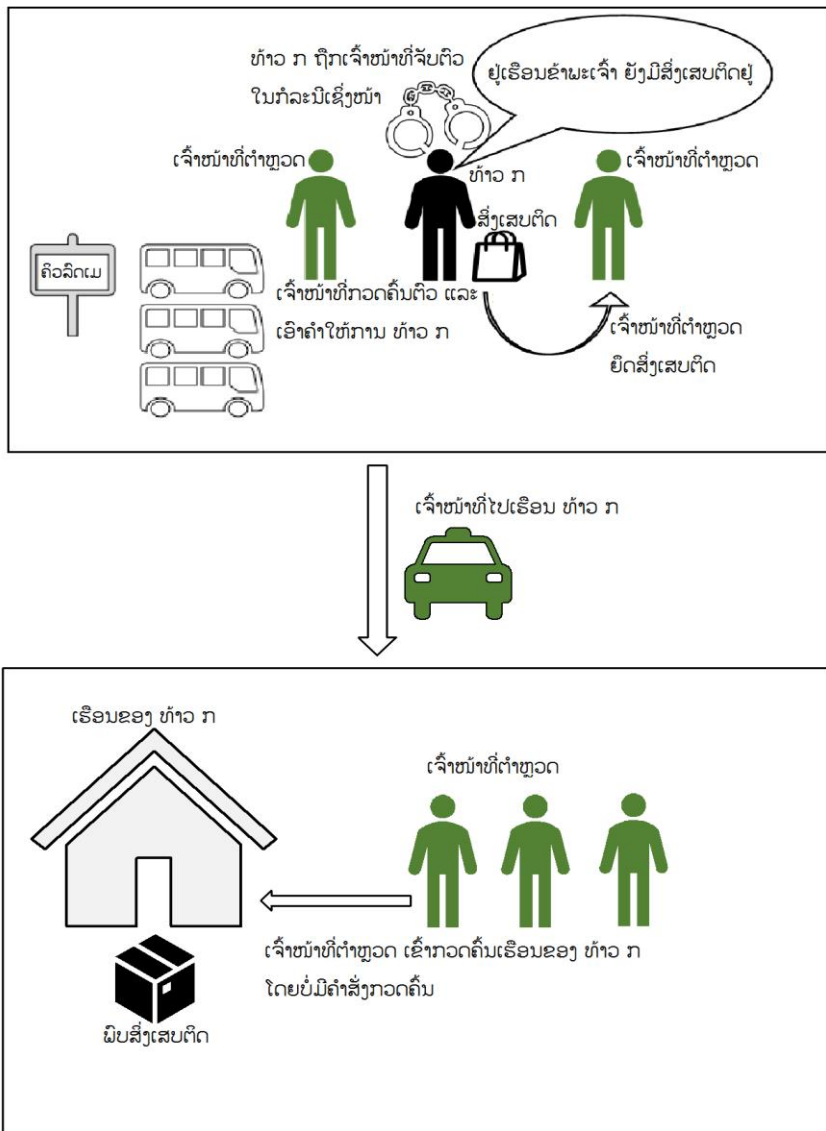 ທ້າວ ກ ຖືກເຈົ້າໜ້າທີ່ຈັບຕົວ
ໃນກໍລະນີເຊິ່ງໜ້າ
ຢູ່ເຮືອນຂ້າພະເຈົ້າ ຍັງມີສິ່ງເສບຕິດຢູ່
ເຈົ້າໜ້າທີ່ຕຳຫຼວດ
ທ້າວ ກ
ເຈົ້າໜ້າທີ່ຕຳຫຼວດ
ສິ່ງເສບຕິດ
ຄິວລົດເມ
ເຈົ້າໜ້າທີ່ກວດຄົ້ນຕົວ ແລະ
ເອົາຄຳໃຫ້ການ ທ້າວ ກ
ເຈົ້າໜ້າທີ່ຕຳຫຼວດ
ຍຶດສິ່ງເສບຕິດ
ເຈົ້າໜ້າທີ່ໄປເຮືອນ ທ້າວ ກ
ເຮືອນຂອງ ທ້າວ ກ
ເຈົ້າໜ້າທີ່ຕຳຫຼວດ
ເຈົ້າໜ້າທີ່ຕຳຫຼວດ ເຂົ້າກວດຄົ້ນເຮືອນຂອງ ທ້າວ ກ
ໂດຍບໍ່ມີຄຳສັ່ງກວດຄົ້ນ
ພົບສິ່ງເສບຕິດ